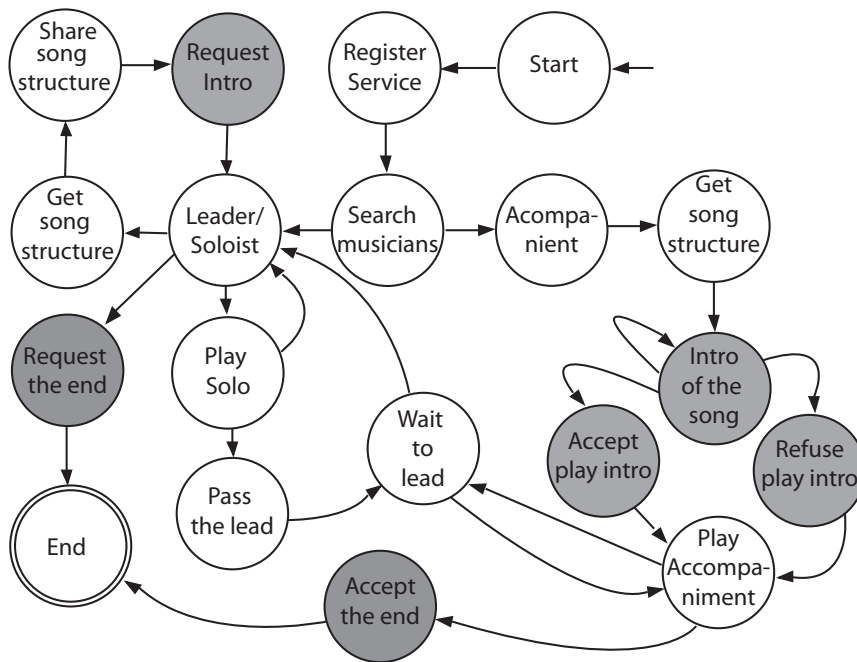 Share
song
structure
Request
Intro
Register
Service
Start
Get
song
structure
Leader/
Soloist
Search
musicians
Acompa-
nient
Get
song
structure
Request
the end
Play
Solo
Wait
to
lead
Intro
of the
song
Accept
play intro
Refuse
play intro
Pass
the lead
End
Accept
the end
Play
Accompa-
niment